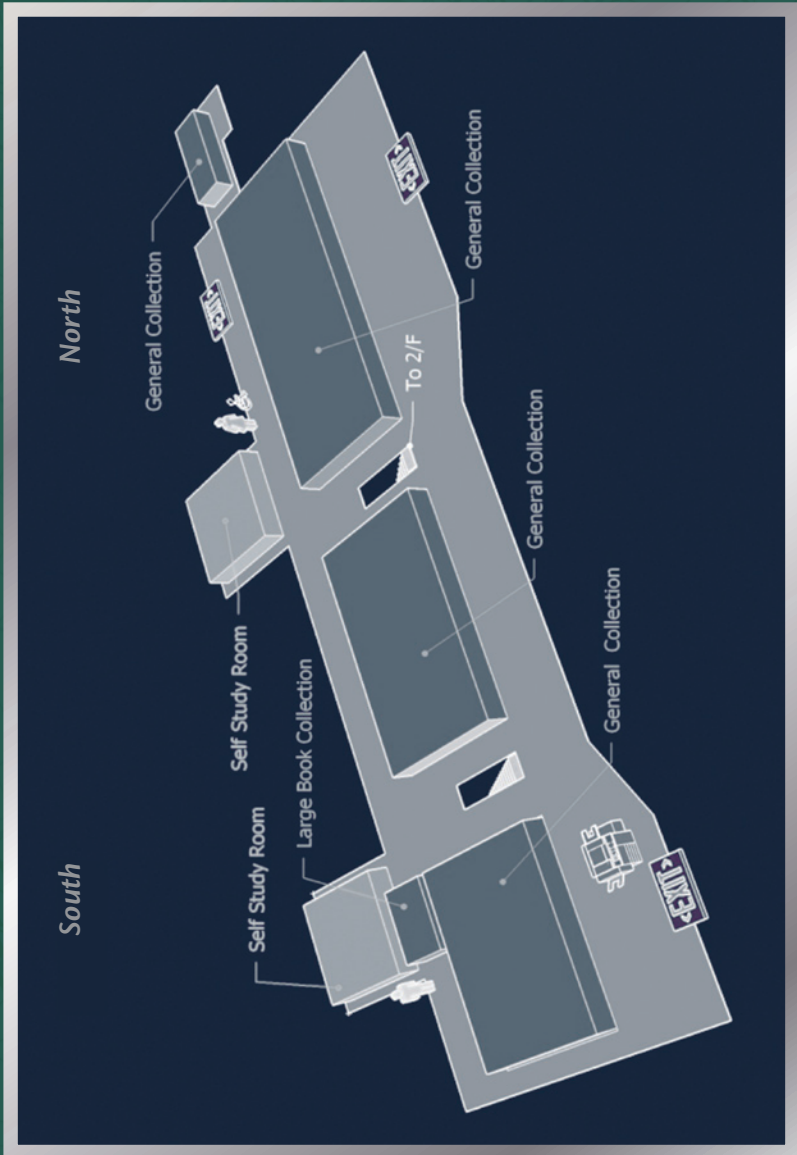 South
North
General Collection
EXIT
Self Study Room
Self Study Room
Large Book Collection
EXIT
To 2/F
General Collection
General Collection
General Collection
EXIT